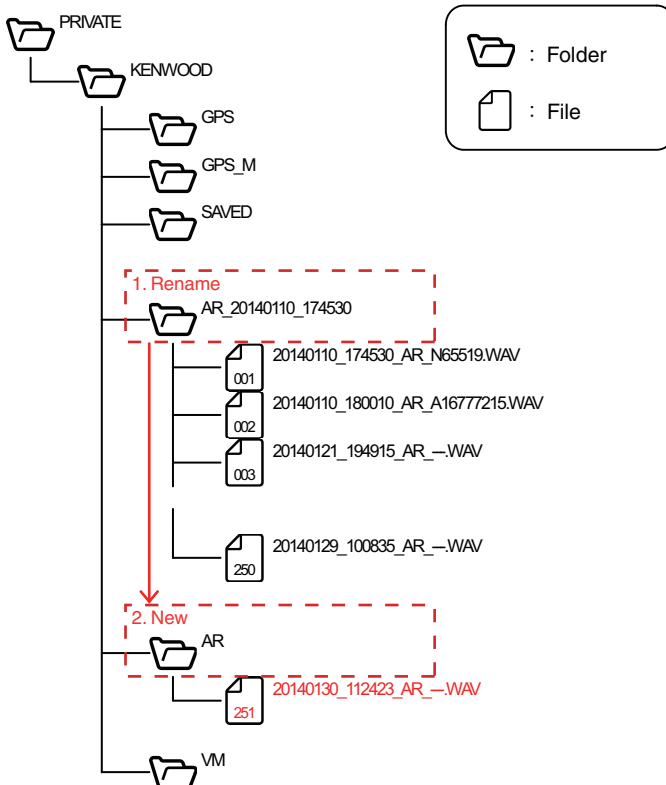 PRIVATE
KENWOOD
: Folder
: File
GPS
GPS_M
SAVED
1. Rename
AR_20140110_174530
20140110_174530_AR_N65519.WAV
001
20140110_180010_AR_A16777215.WAV
002
20140121_194915_AR_---.WAV
003
20140129_100835_AR_---.WAV
250
2. New
AR
20140130_112423_AR_---.WAV
251
VM